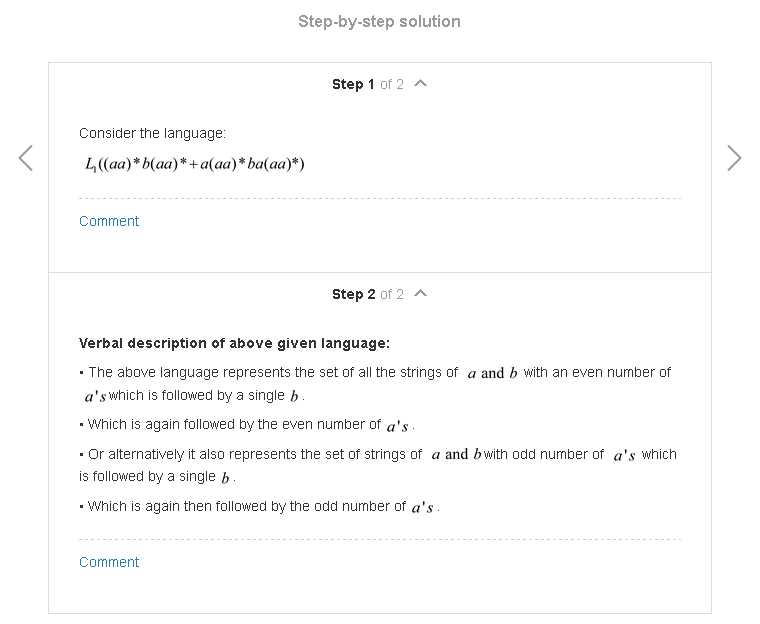 Step-by-step solution
Step 1 of 2
Consider the language:
L₁((aa)*b(aa)*+a(aa)*ba(aa)*)
Comment
Step 2 of 2
Verbal description of above given language:
• The above language represents the set of all the strings of a and b with an even number of
a's which is followed by a single b.
• Which is again followed by the even number of a's.
• Or alternatively it also represents the set of strings of a and b with odd number of a's which
is followed by a single b.
• Which is again then followed by the odd number of a's.
Comment